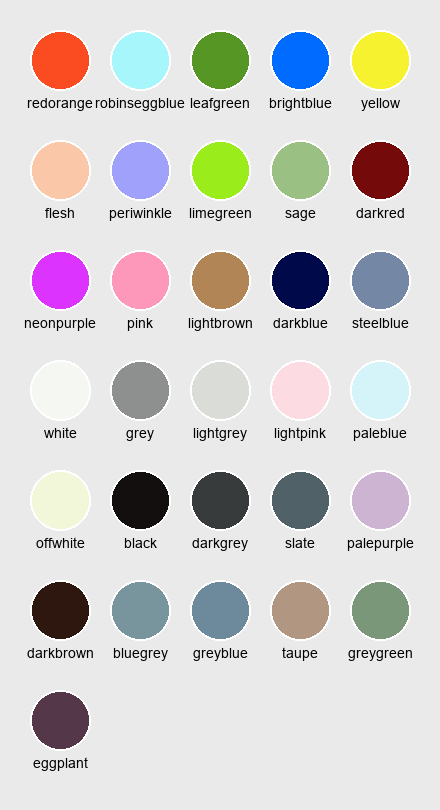 redorange robinseggblue leafgreen brightblue yellow
flesh periwinkle limegreen sage darkred
neonpurple pink lightbrown darkblue steelblue
white grey lightgrey lightpink paleblue
offwhite black darkgrey slate palepurple
darkbrown bluegrey greyblue taupe greygreen
eggplant